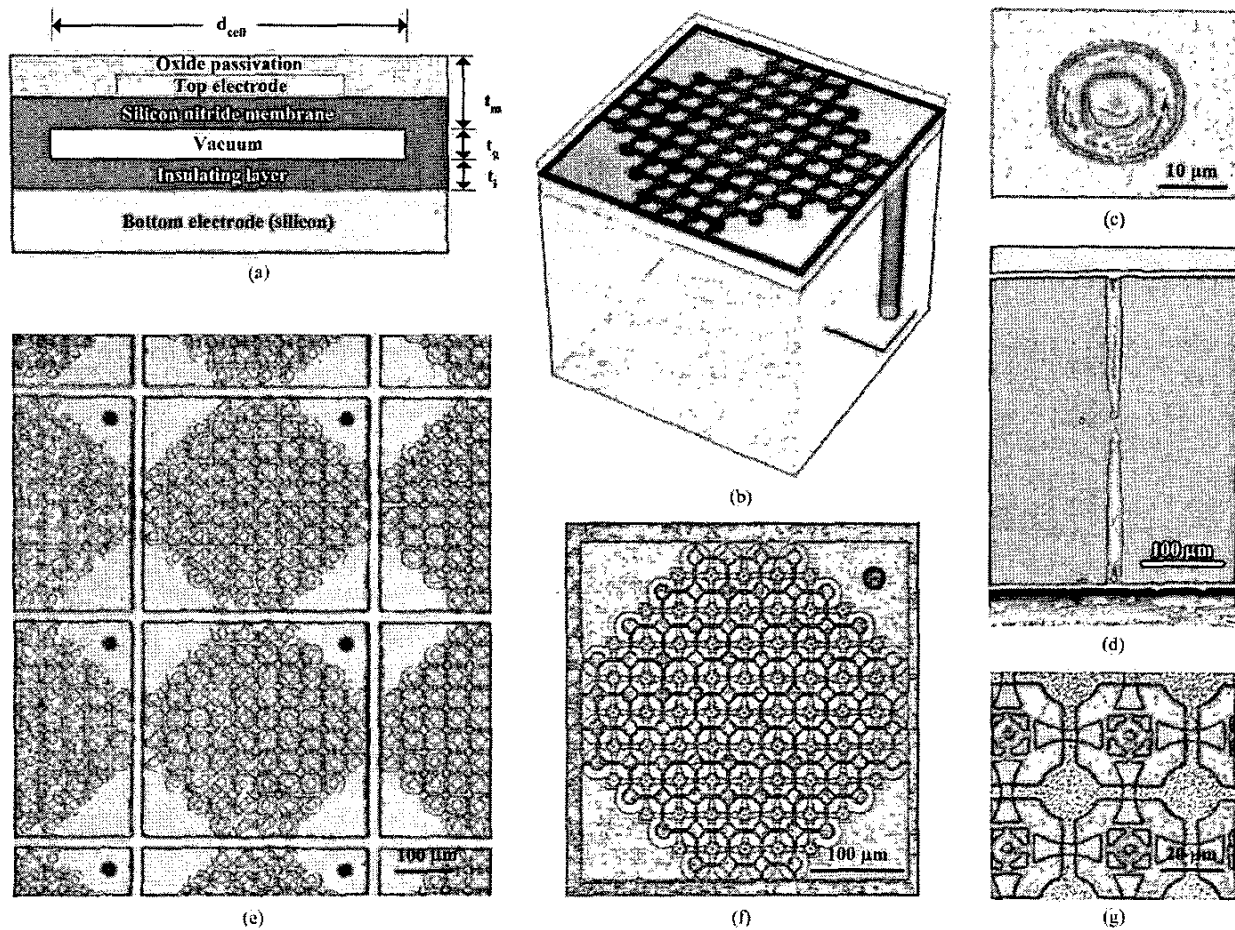 d_cell
Oxide passivation
Top electrode
t_m
Silicon nitride membrane
Vacuum
t_g
Insulating layer
t_i
Bottom electrode (silicon)
(a)
(b)
10 µm
(c)
100 µm
(d)
100 µm
(e)
100 µm
(f)
20 µm
(g)